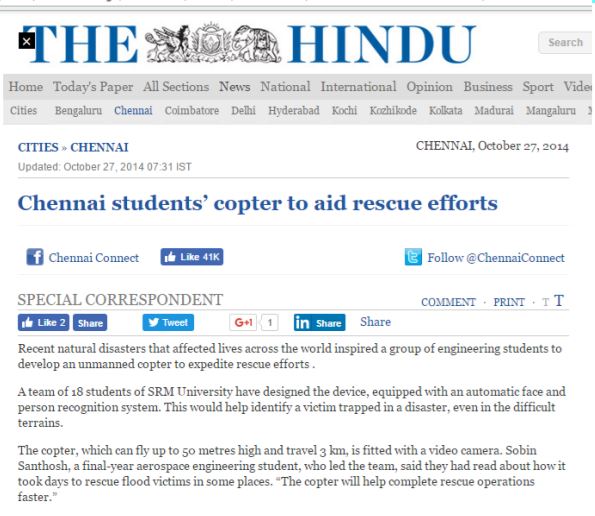 THE HINDU
Search
Home Today's Paper All Sections News National International Opinion Business Sport
Cities Bengaluru Chennai Coimbatore Delhi Hyderabad Kochi Kozhikode Kolkata Madurai Mangaluru
CITIES » CHENNAI
CHENNAI, October 27, 2014
Updated: October 27, 2014 07:31 IST
Chennai students’ copter to aid rescue efforts
f Chennai Connect Like 41K
Follow @ChennaiConnect
SPECIAL CORRESPONDENT
COMMENT · PRINT · T T
Like 2 Share Tweet G+1 1 in Share Share
Recent natural disasters that affected lives across the world inspired a group of engineering students to
develop an unmanned copter to expedite rescue efforts .
A team of 18 students of SRM University have designed the device, equipped with an automatic face and
person recognition system. This would help identify a victim trapped in a disaster, even in the difficult
terrains.
The copter, which can fly up to 50 metres high and travel 3 km, is fitted with a video camera. Sobin
Santhosh, a final-year aerospace engineering student, who led the team, said they had read about how it
took days to rescue flood victims in some places. “The copter will help complete rescue operations
faster.”